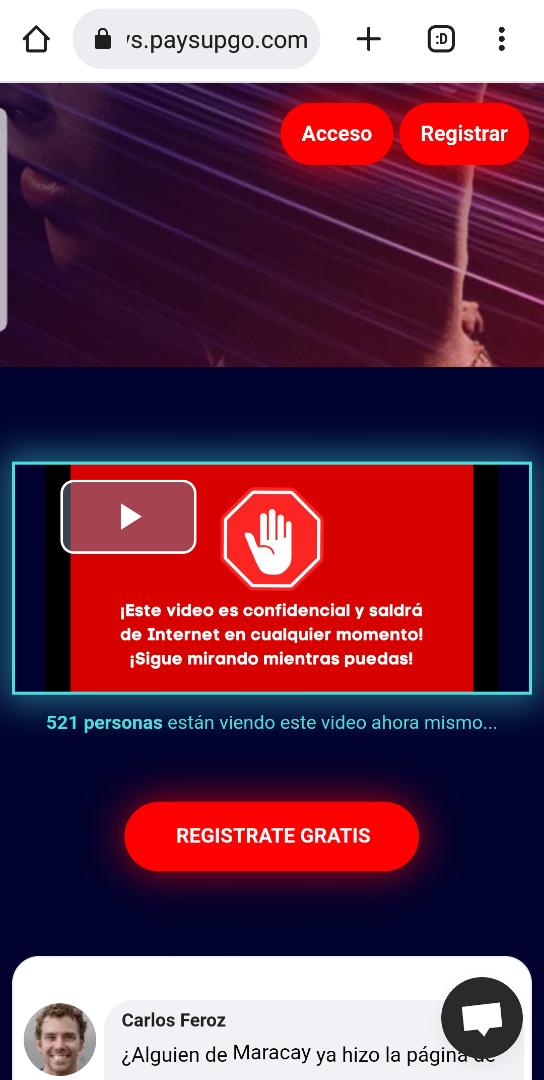 s.paysupgo.com
:D
Acceso
Registrar
¡Este video es confidencial y saldrá
de Internet en cualquier momento!
¡Sigue mirando mientras puedas!
521 personas están viendo este video ahora mismo...
REGISTRATE GRATIS
Carlos Feroz
¿Alguien de Maracay ya hizo la página de